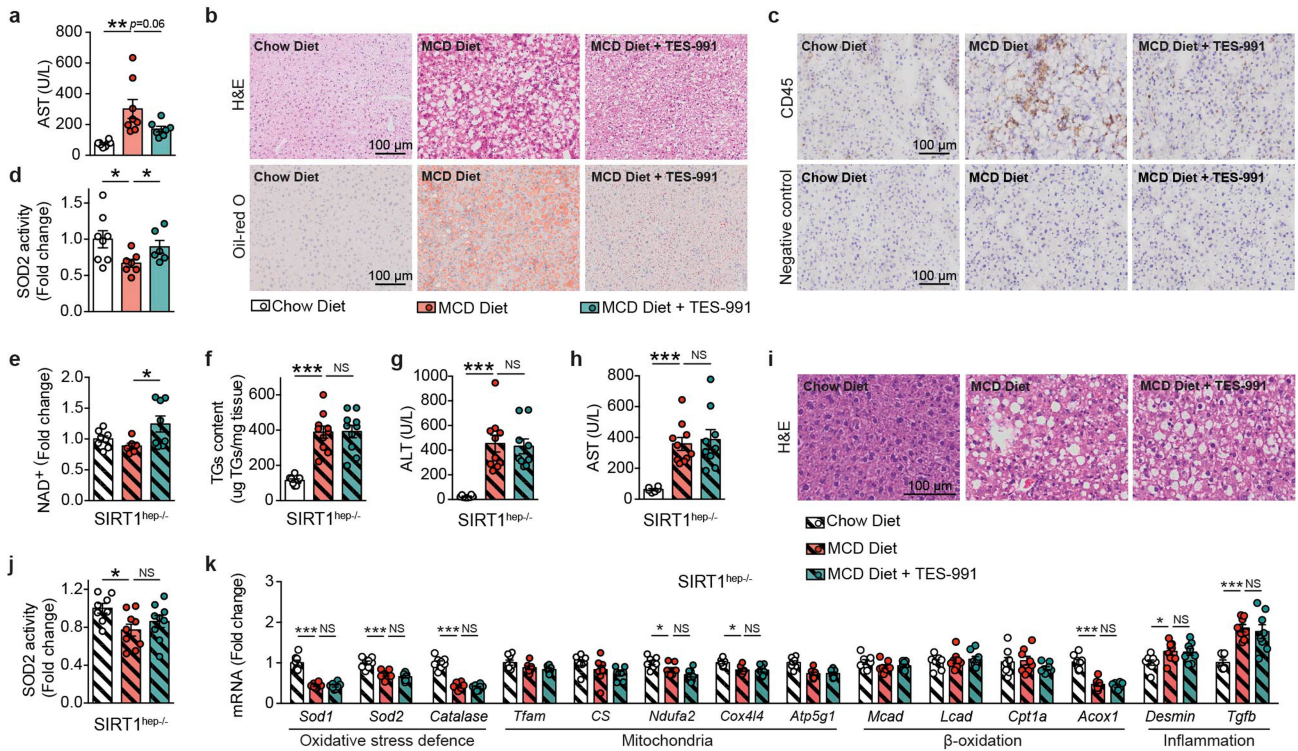 a
** p=0.06
AST (U/L)
800
600
400
200
0
b
H&E
Chow Diet
MCD Diet
MCD Diet + TES-991
100 µm
Oil-red O
Chow Diet
MCD Diet
MCD Diet + TES-991
100 µm
Chow Diet
MCD Diet
MCD Diet + TES-991
c
CD45
Chow Diet
MCD Diet
MCD Diet + TES-991
100 µm
Negative control
Chow Diet
MCD Diet
MCD Diet + TES-991
100 µm
d
* *
SOD2 activity
(Fold change)
1.5
1.0
0.5
0.0
e
*
NAD+ (Fold change)
2.0
1.5
1.0
0.5
0.0
SIRT1hep-/-
f
*** NS
TGs content
(ug TGs/mg tissue)
600
400
200
0
SIRT1hep-/-
g
*** NS
ALT (U/L)
1000
800
600
400
200
0
SIRT1hep-/-
h
*** NS
AST (U/L)
800
600
400
200
0
SIRT1hep-/-
i
H&E
Chow Diet
MCD Diet
MCD Diet + TES-991
100 µm
Chow Diet
MCD Diet
MCD Diet + TES-991
j
* NS
SOD2 activity
(Fold change)
1.2
0.8
0.4
0.0
SIRT1hep-/-
k
SIRT1hep-/-
mRNA (Fold change)
3
2
1
0
*** NS
*** NS
*** NS
* NS
* NS
*** NS
* NS
*** NS
Sod1 Sod2 Catalase Tfam CS Ndufa2 Cox4l4 Atp5g1 Mcad Lcad Cpt1a Acox1 Desmin Tgfb
Oxidative stress defence Mitochondria β-oxidation Inflammation